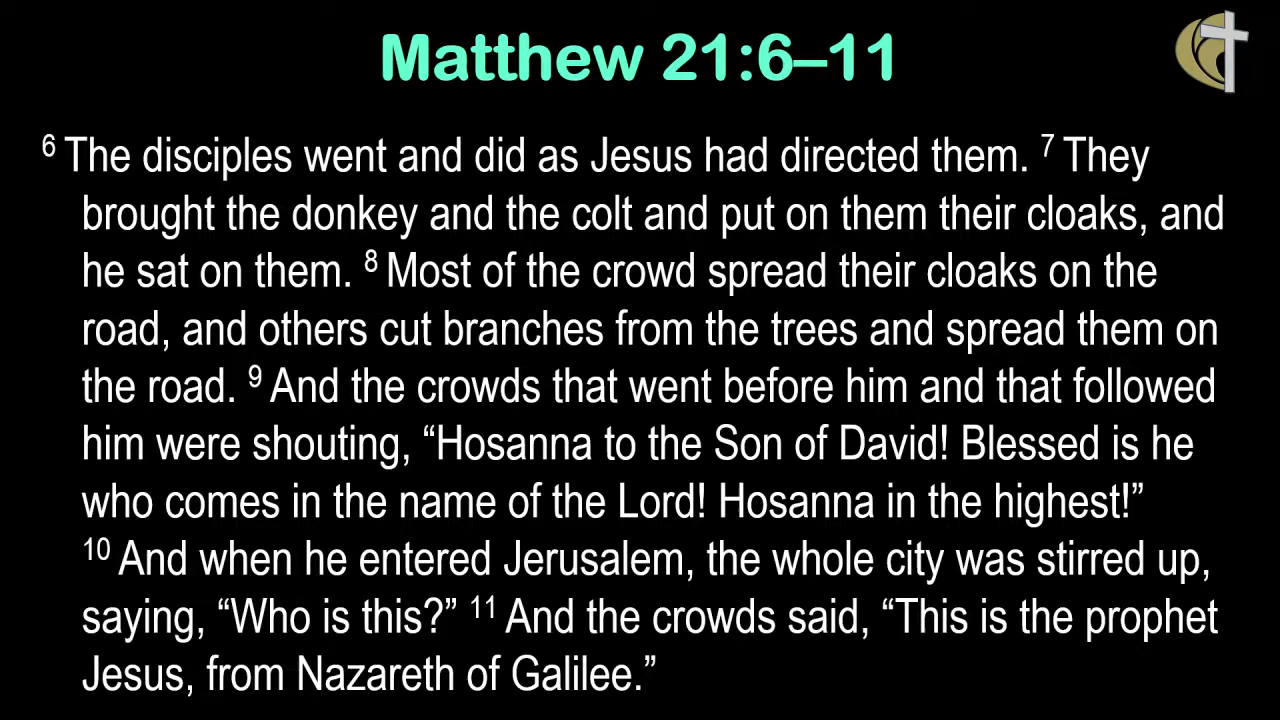 Matthew 21:6–11
6 The disciples went and did as Jesus had directed them. 7 They
brought the donkey and the colt and put on them their cloaks, and
he sat on them. 8 Most of the crowd spread their cloaks on the
road, and others cut branches from the trees and spread them on
the road. 9 And the crowds that went before him and that followed
him were shouting, “Hosanna to the Son of David! Blessed is he
who comes in the name of the Lord! Hosanna in the highest!”
10 And when he entered Jerusalem, the whole city was stirred up,
saying, “Who is this?” 11 And the crowds said, “This is the prophet
Jesus, from Nazareth of Galilee.”